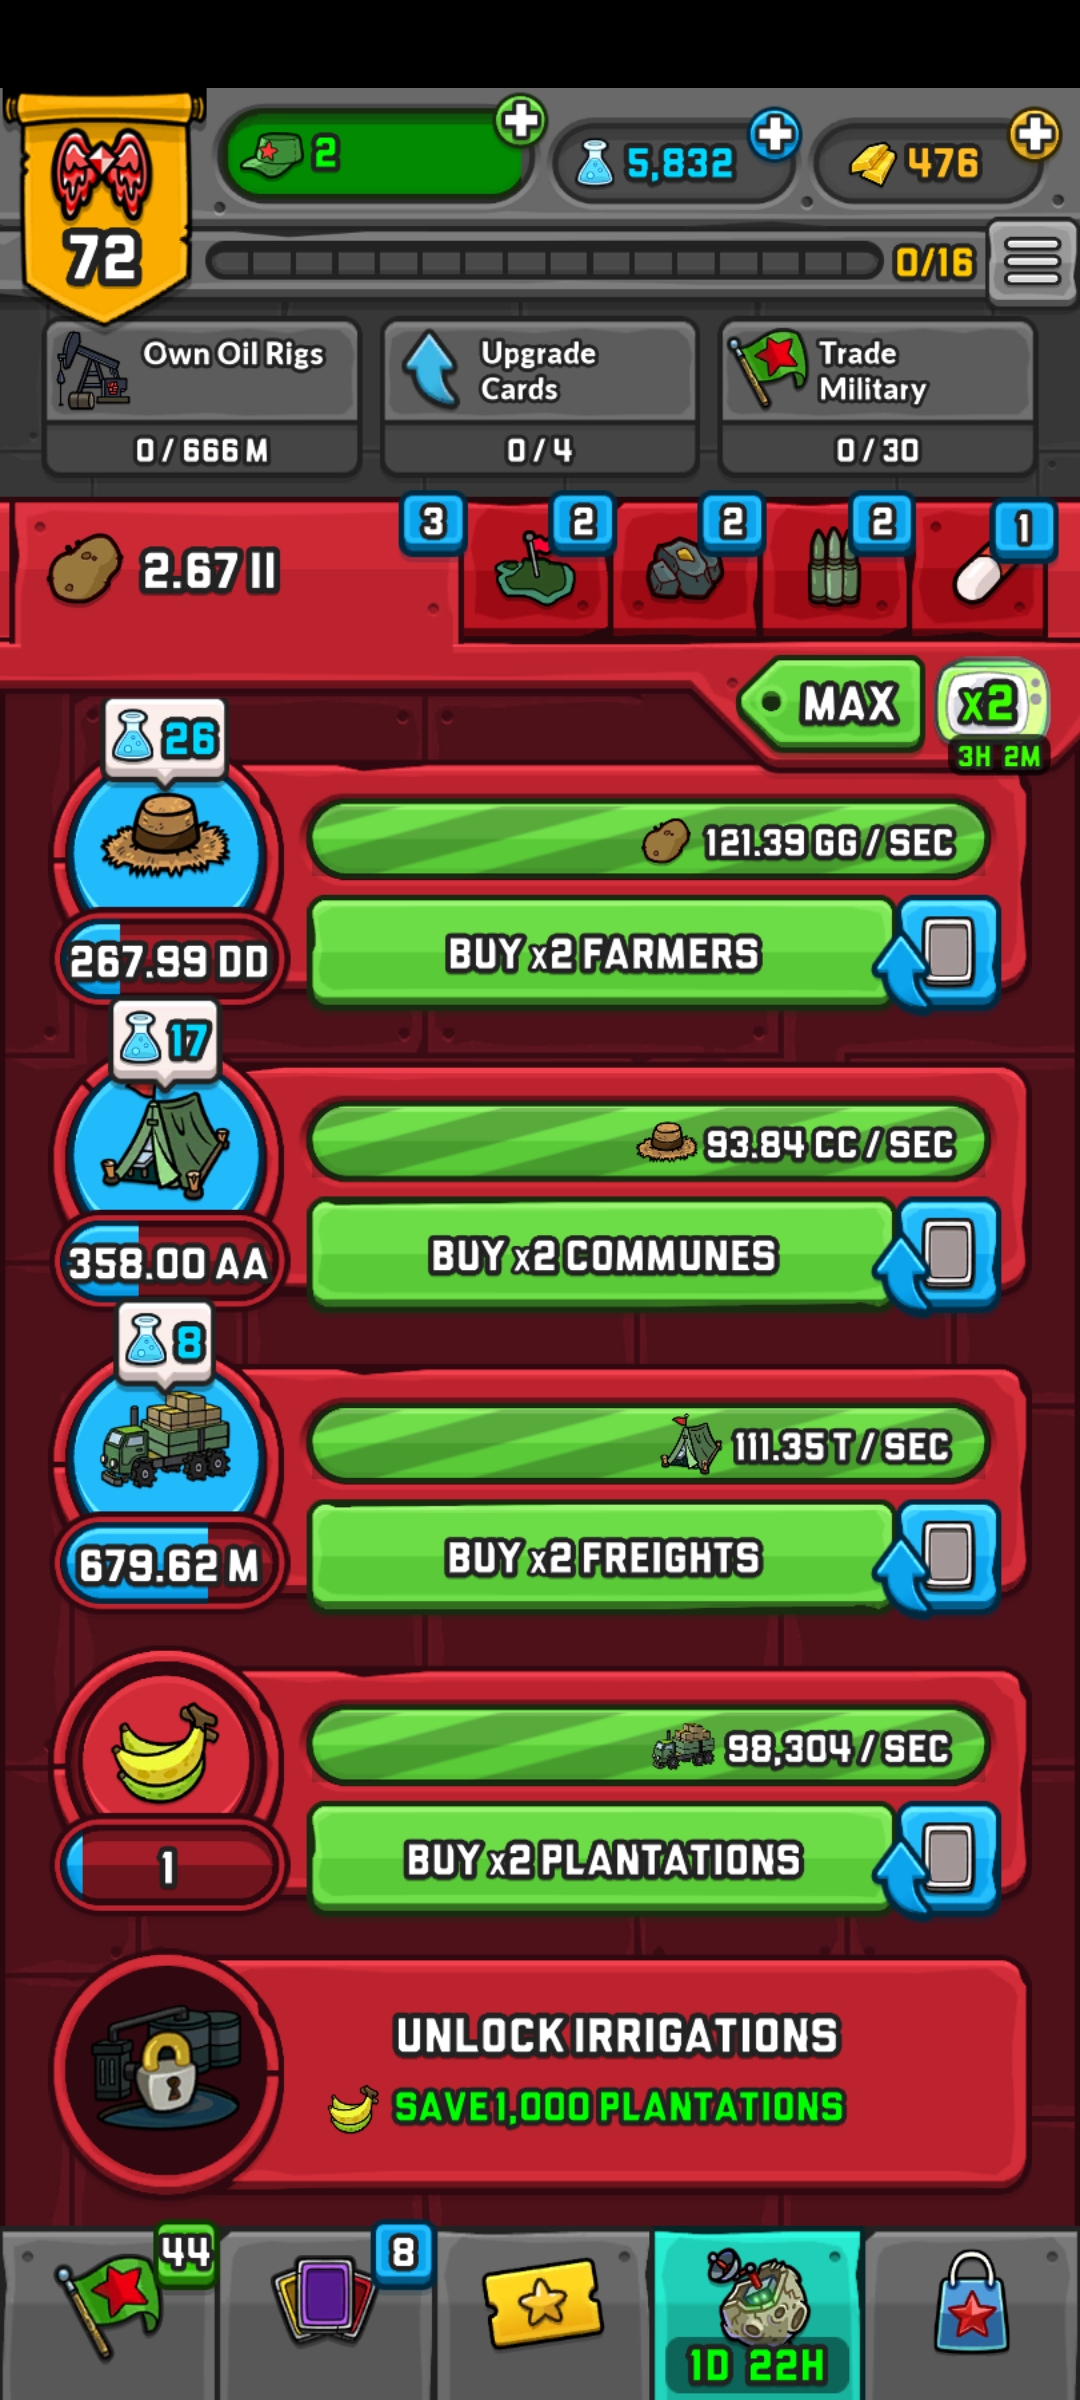 2
5,832
476
72
0/16
Own Oil Rigs
0 / 666 M
Upgrade
Cards
0 / 4
Trade
Military
0 / 30
2.67 II
3
2
2
2
1
MAX
x2
3H 2M
26
121.39 GG / SEC
267.99 DD
BUY x2 FARMERS
17
93.84 CC / SEC
358.00 AA
BUY x2 COMMUNES
8
111.35 T / SEC
679.62 M
BUY x2 FREIGHTS
98,304 / SEC
1
BUY x2 PLANTATIONS
UNLOCK IRRIGATIONS
SAVE 1,000 PLANTATIONS
44
8
1D 22H